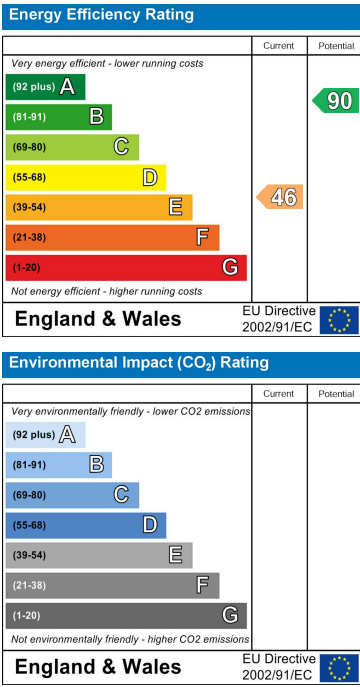 Energy Efficiency Rating
Current Potential
Very energy efficient - lower running costs
(92 plus) A
(81-91) B
(69-80) C
(55-68) D
(39-54) E
(21-38) F
(1-20) G
46
90
Not energy efficient - higher running costs
England & Wales
EU Directive
2002/91/EC
Environmental Impact (CO₂) Rating
Current Potential
Very environmentally friendly - lower CO2 emissions
(92 plus) A
(81-91) B
(69-80) C
(55-68) D
(39-54) E
(21-38) F
(1-20) G
Not environmentally friendly - higher CO2 emissions
England & Wales
EU Directive
2002/91/EC